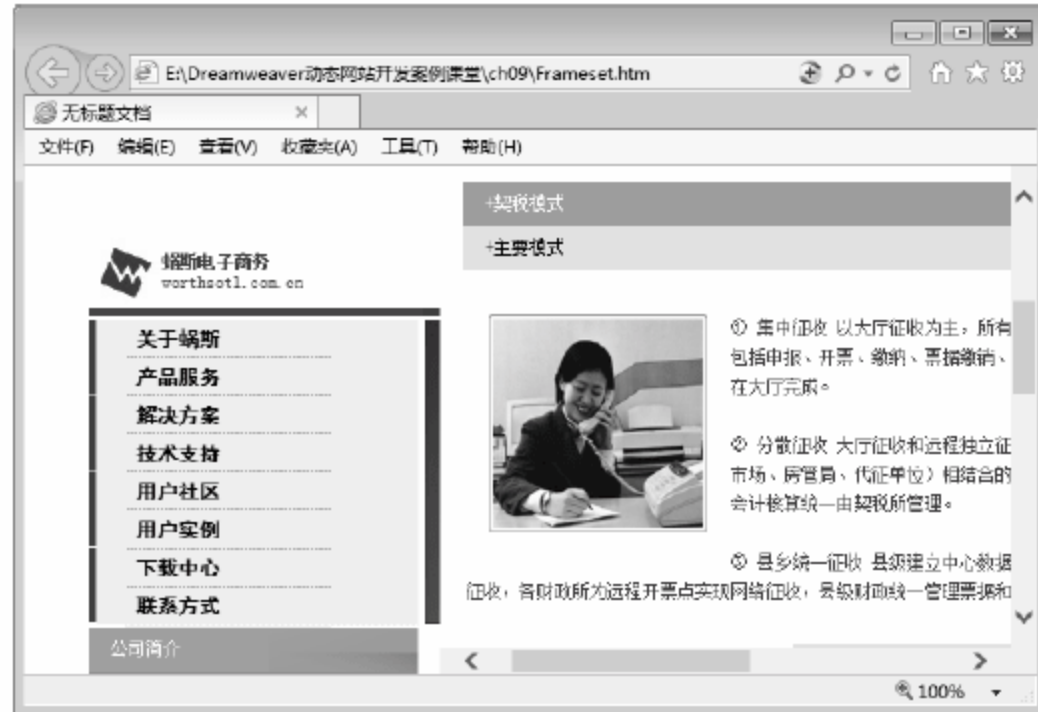 E:\Dreamweaver动态网站开发案例课堂\ch09\Frameset.htm
无标题文档
文件(F) 编辑(E) 查看(V) 收藏夹(A) 工具(T) 帮助(H)
蜗斯电子商务
worthsotl.com.cn
关于蜗斯
产品服务
解决方案
技术支持
用户社区
用户实例
下载中心
联系方式
公司简介
+契税模式
+主要模式
① 集中征收 以大厅征收为主，所有
包括申报、开票、缴纳、票据缴销、
在大厅完成。
② 分散征收 大厅征收和远程独立征
市场、房管局、代征单位）相结合的
会计核算统一由契税所管理。
③ 县乡统一征收 县级建立中心数据
征收，各财政所为远程开票点实现网络征收，县级财政统一管理票据和
100%